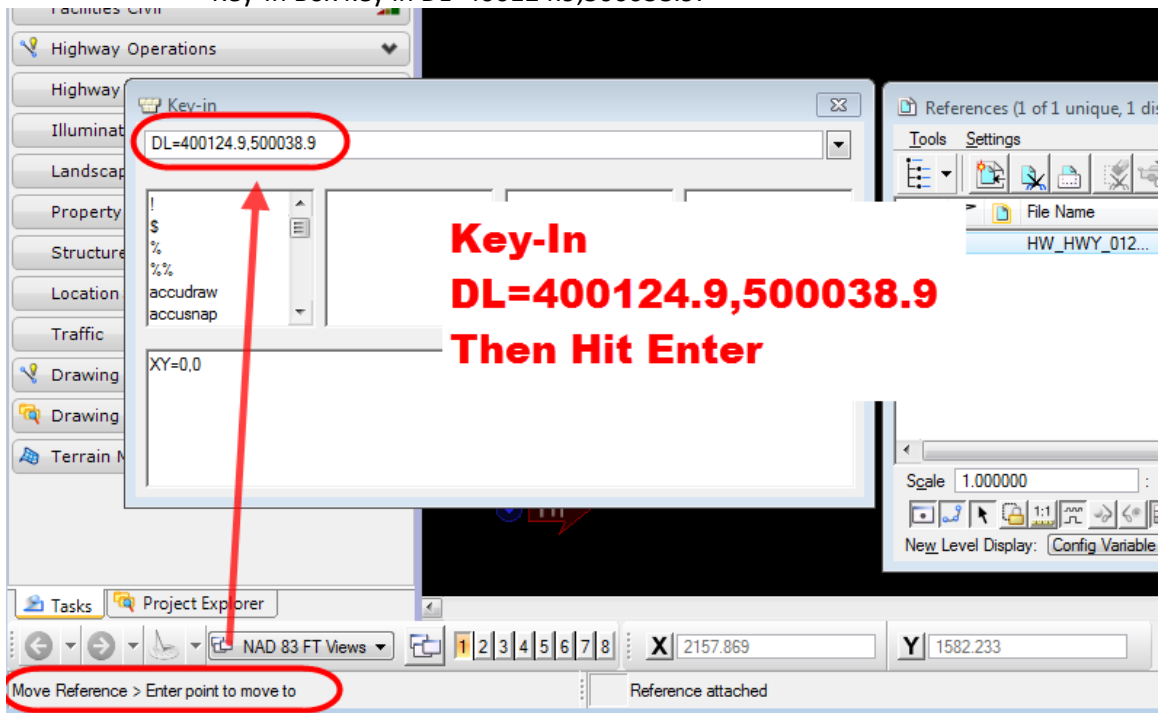 Facilities Civil
Highway Operations
Highway
Illuminat
Landscap
Property
Structure
Location
Traffic
Drawing
Drawing
Terrain M
Key-in
DL=400124.9,500038.9
!
$
%
%%
accudraw
accusnap
XY=0,0
Key-In
DL=400124.9,500038.9
Then Hit Enter
References (1 of 1 unique, 1 dis
Tools Settings
File Name
HW_HWY_012...
Scale 1.000000 :
1:1
New Level Display: Config Variable
Tasks Project Explorer
NAD 83 FT Views 1 2 3 4 5 6 7 8 X 2157.869 Y 1582.233
Move Reference > Enter point to move to Reference attached